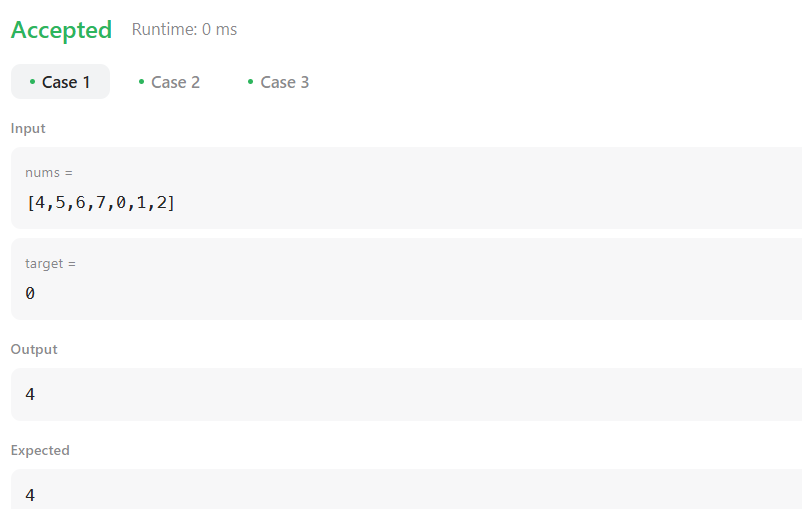 Accepted Runtime: 0 ms
• Case 1 • Case 2 • Case 3
Input
nums =
[4,5,6,7,0,1,2]
target =
0
Output
4
Expected
4